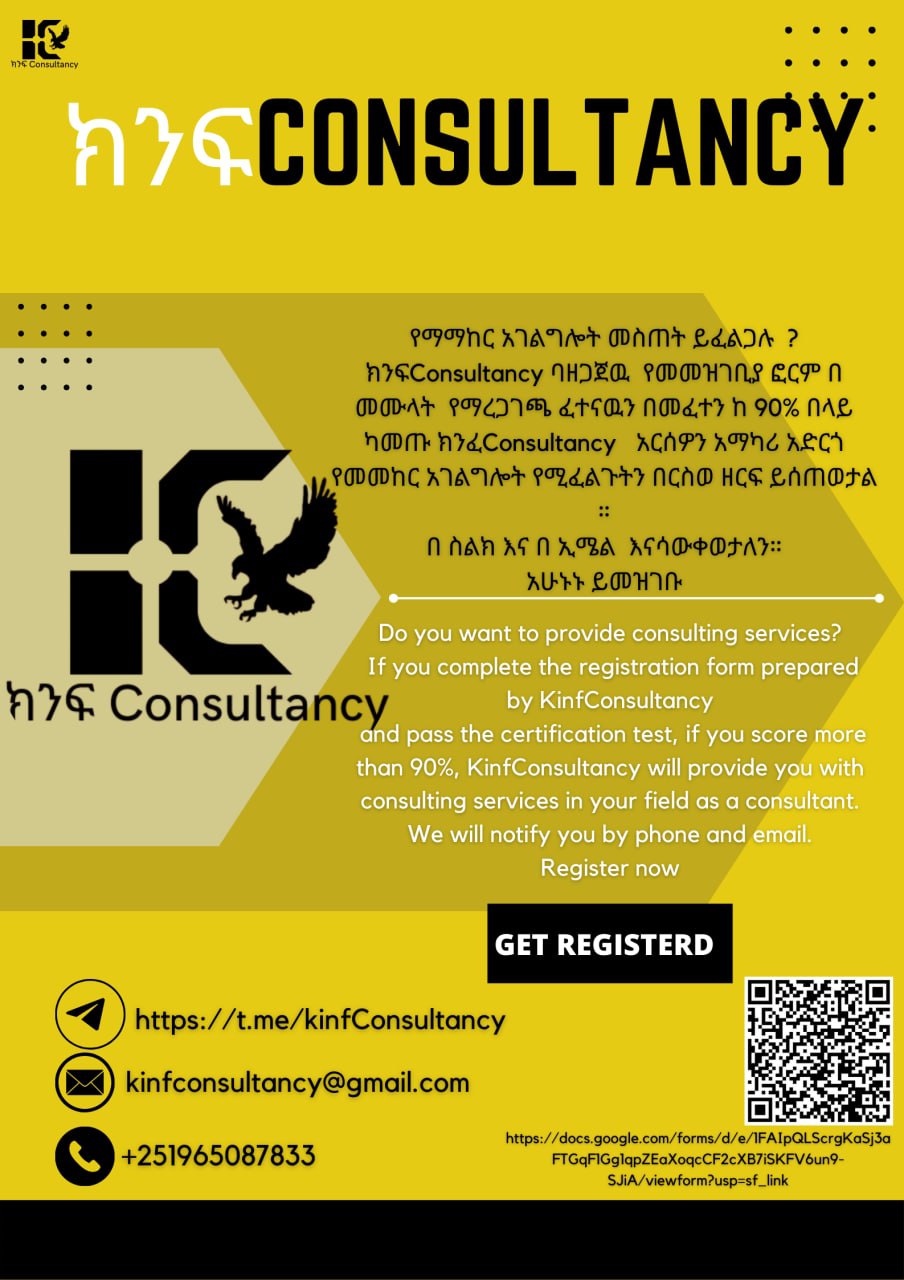 ክንፍ Consultancy
ክንፍCONSULTANCY
የማማከር አገልግሎት መስጠት ይፈልጋሉ ?
ክንፍConsultancy ባዘጋጀዉ የመመዝገቢያ ፎርም በ
መሙላት የማረጋገጫ ፈተናዉን በመፈተን ከ 90% በላይ
ካመጡ ክንፈConsultancy እርሰዎን አማካሪ አድርጎ
የመመከር አገልግሎት የሚፈልጉትን በርስወ ዘርፍ ይሰጠወታል
።
በ ስልክ እና በ ኢሜል እናሳውቀወታለን።
አሁኑኑ ይመዝገቡ
ክንፍ Consultancy
Do you want to provide consulting services?
If you complete the registration form prepared
by KinfConsultancy
and pass the certification test, if you score more
than 90%, KinfConsultancy will provide you with
consulting services in your field as a consultant.
We will notify you by phone and email.
Register now
GET REGISTERD
https://t.me/kinfConsultancy
kinfconsultancy@gmail.com
+251965087833
https://docs.google.com/forms/d/e/1FAIpQLScrgKaSj3a
FTGqF1Gg1qpZEaXoqcCF2cXB7iSKFV6un9-
SJiA/viewform?usp=sf_link